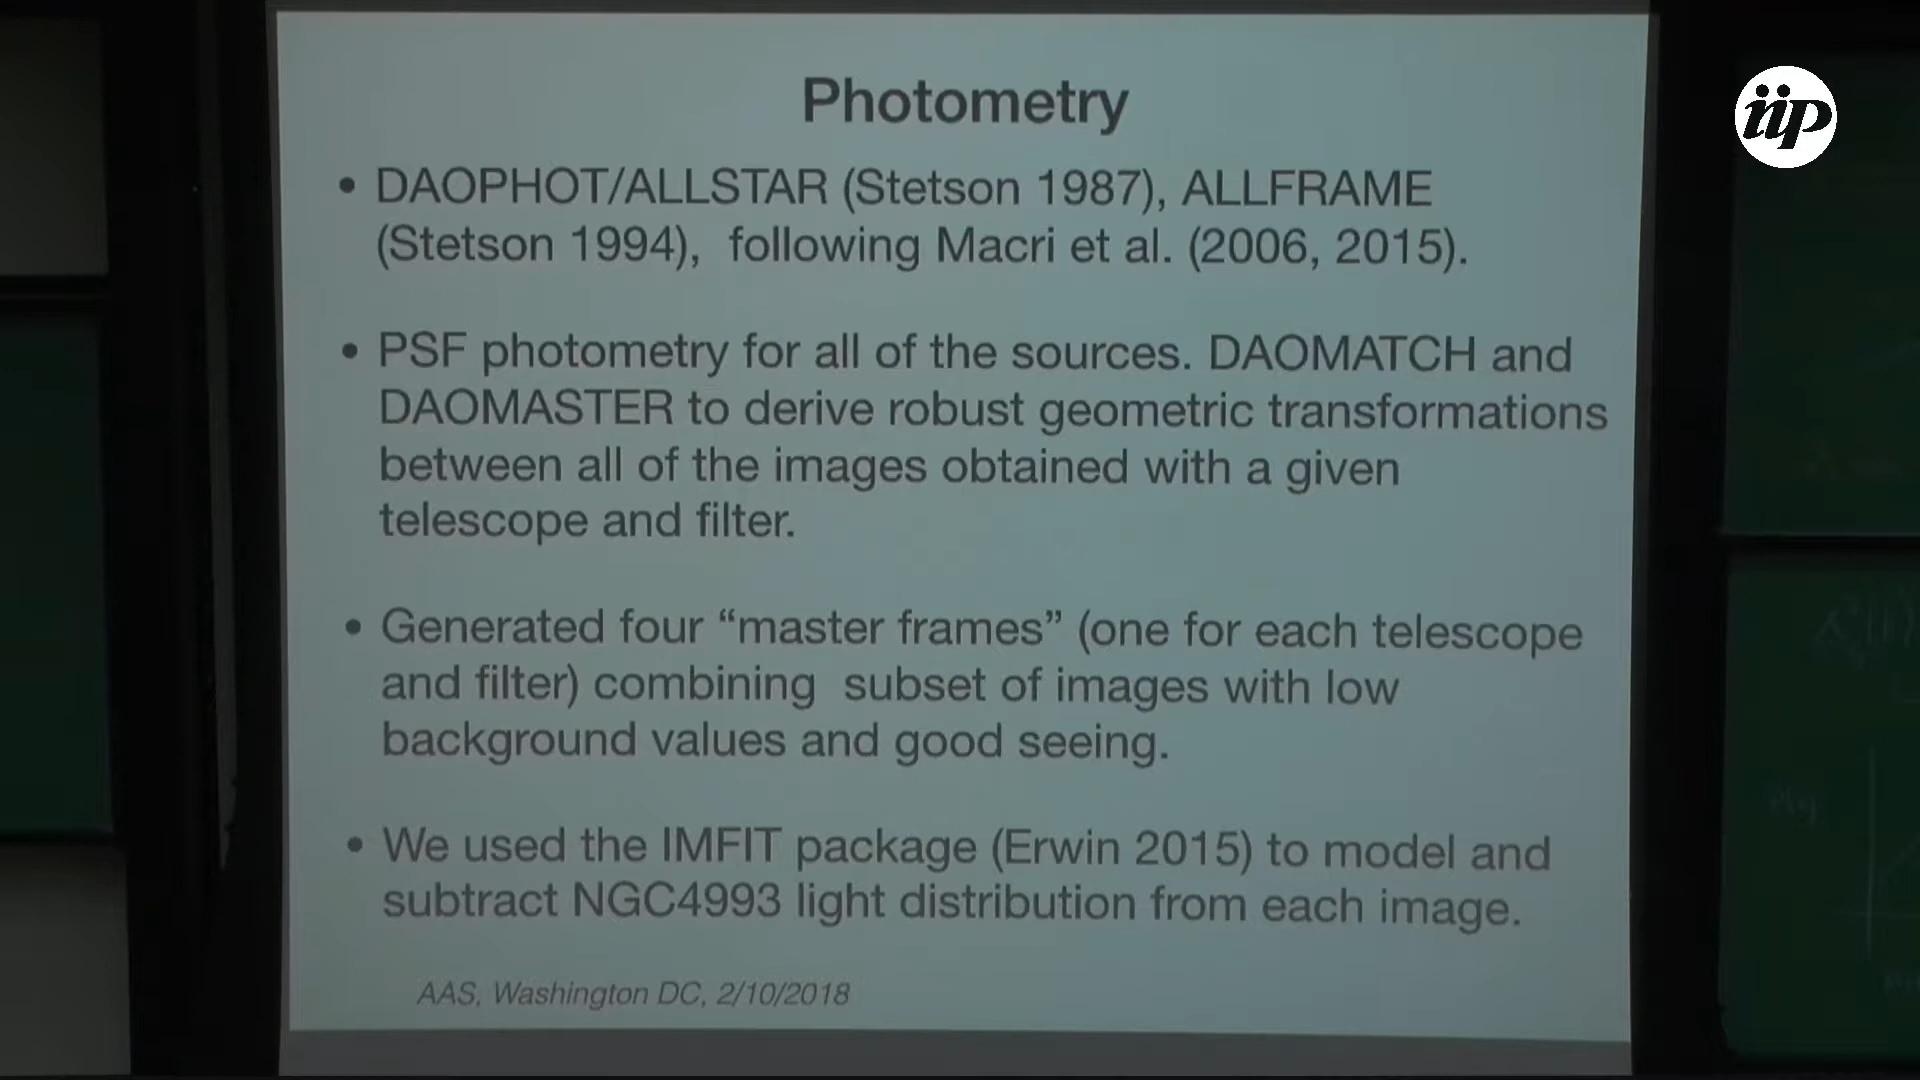 Photometry
iip
• DAOPHOT/ALLSTAR (Stetson 1987), ALLFRAME
(Stetson 1994), following Macri et al. (2006, 2015).
• PSF photometry for all of the sources. DAOMATCH and
DAOMASTER to derive robust geometric transformations
between all of the images obtained with a given
telescope and filter.
• Generated four “master frames” (one for each telescope
and filter) combining subset of images with low
background values and good seeing.
• We used the IMFIT package (Erwin 2015) to model and
subtract NGC4993 light distribution from each image.
AAS, Washington DC, 2/10/2018